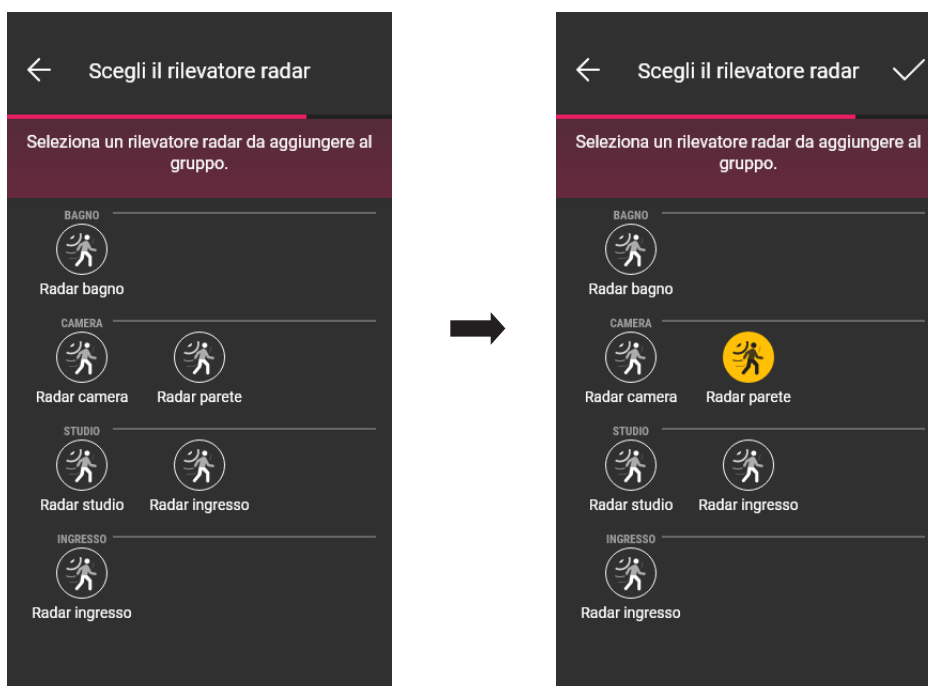 Scegli il rilevatore radar
Seleziona un rilevatore radar da aggiungere al
gruppo.
BAGNO
Radar bagno
CAMERA
Radar camera Radar parete
STUDIO
Radar studio Radar ingresso
INGRESSO
Radar ingresso
Scegli il rilevatore radar
Seleziona un rilevatore radar da aggiungere al
gruppo.
BAGNO
Radar bagno
CAMERA
Radar camera Radar parete
STUDIO
Radar studio Radar ingresso
INGRESSO
Radar ingresso